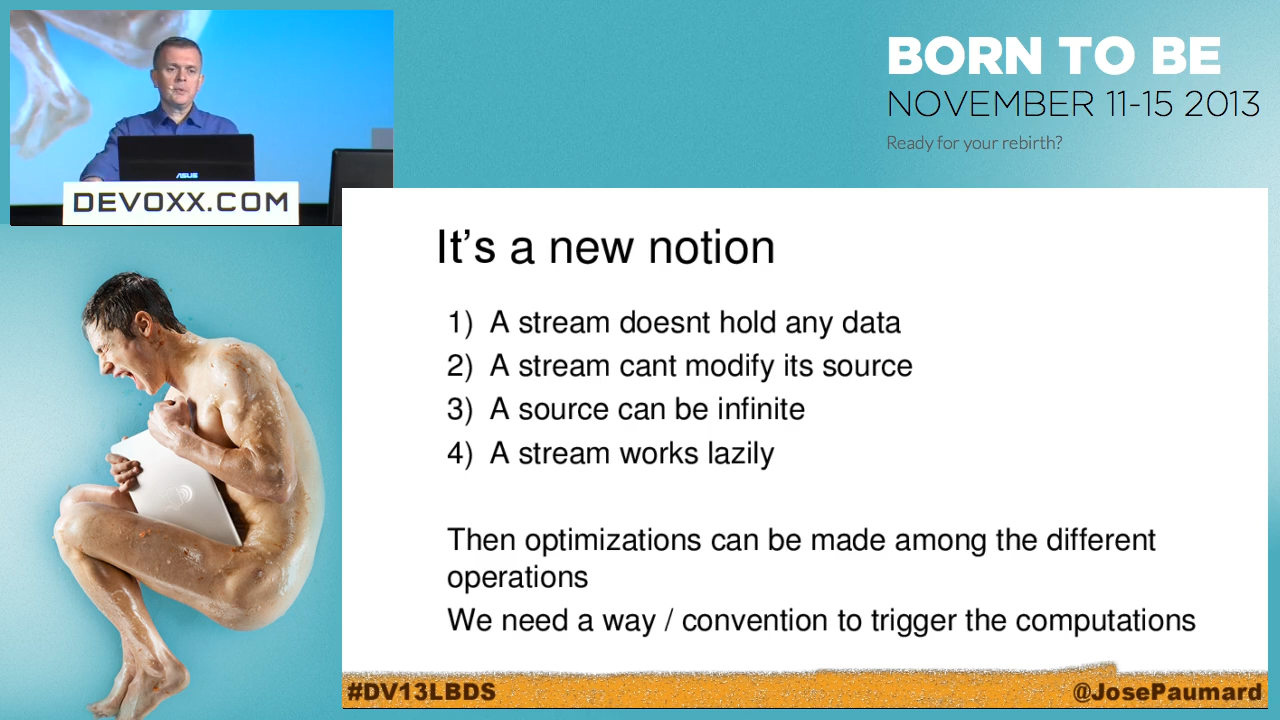 BORN TO BE
NOVEMBER 11-15 2013
Ready for your rebirth?
ASUS
DEVOXX.COM
It's a new notion
1) A stream doesnt hold any data
2) A stream cant modify its source
3) A source can be infinite
4) A stream works lazily
Then optimizations can be made among the different
operations
We need a way / convention to trigger the computations
#DV13LBDS
@JosePaumard